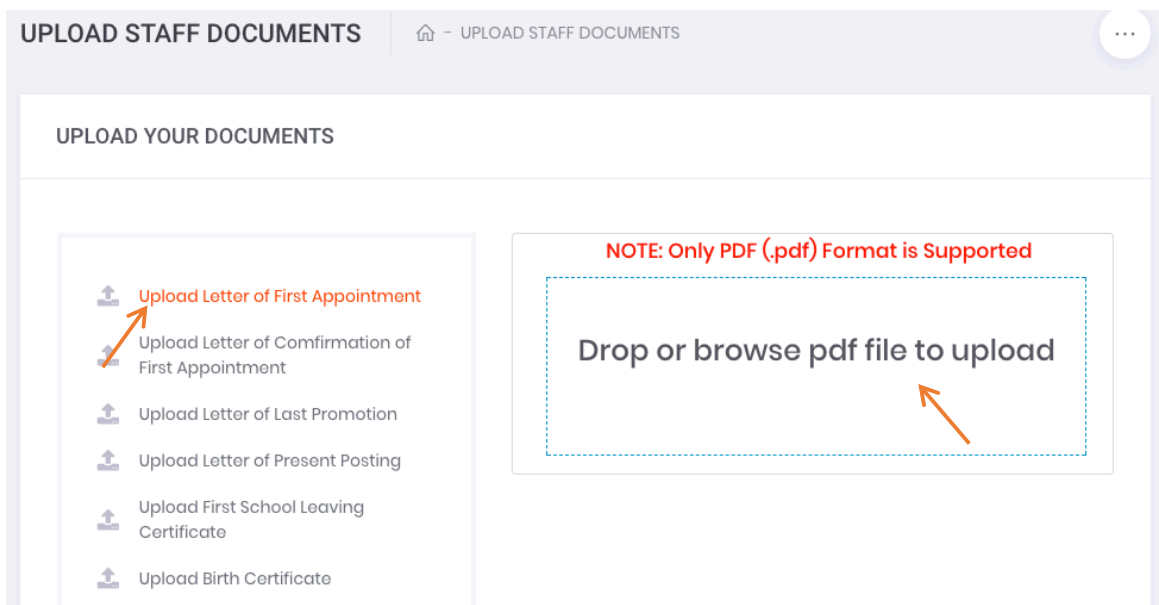 UPLOAD STAFF DOCUMENTS
- UPLOAD STAFF DOCUMENTS
...
UPLOAD YOUR DOCUMENTS
Upload Letter of First Appointment
Upload Letter of Comfirmation of
First Appointment
Upload Letter of Last Promotion
Upload Letter of Present Posting
Upload First School Leaving
Certificate
Upload Birth Certificate
NOTE: Only PDF (.pdf) Format is Supported
Drop or browse pdf file to upload